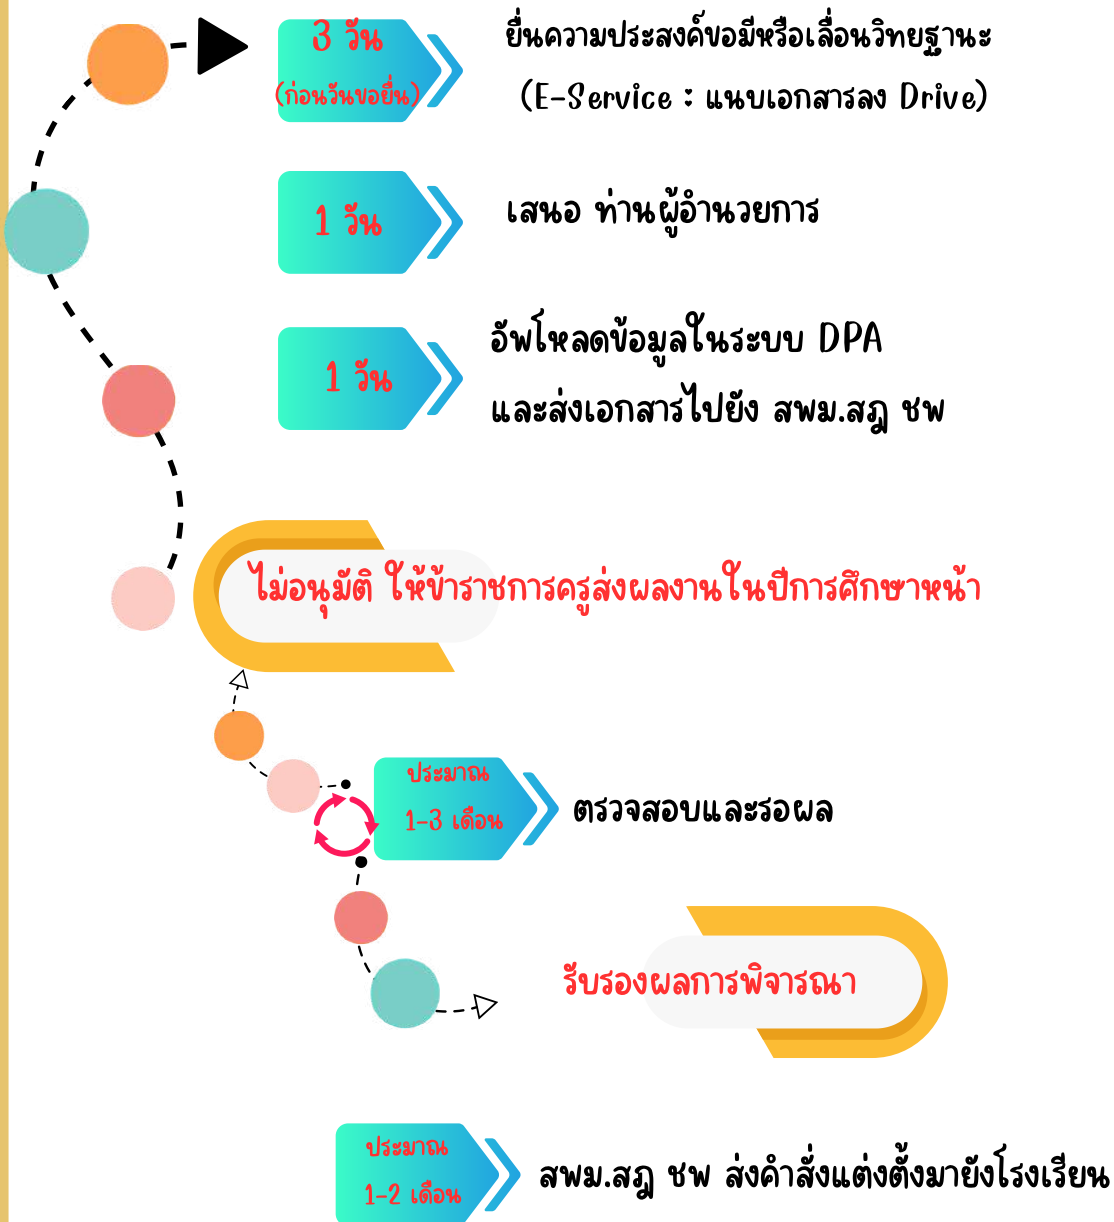 3 วัน
(ก่อนวันขอยื่น)
ยื่นความประสงค์ขอมีหรือเลื่อนวิทยฐานะ
(E-Service : แนบเอกสารลง Drive)
1 วัน
เสนอ ท่านผู้อำนวยการ
1 วัน
อัพโหลดข้อมูลในระบบ DPA
และส่งเอกสารไปยัง สพม.สฎ ชพ
ไม่อนุมัติ ให้ข้าราชการครูส่งผลงานในปีการศึกษาหน้า
ประมาณ
1-3 เดือน
ตรวจสอบและรอผล
รับรองผลการพิจารณา
ประมาณ
1-2 เดือน
สพม.สฎ ชพ ส่งคำสั่งแต่งตั้งมายังโรงเรียน